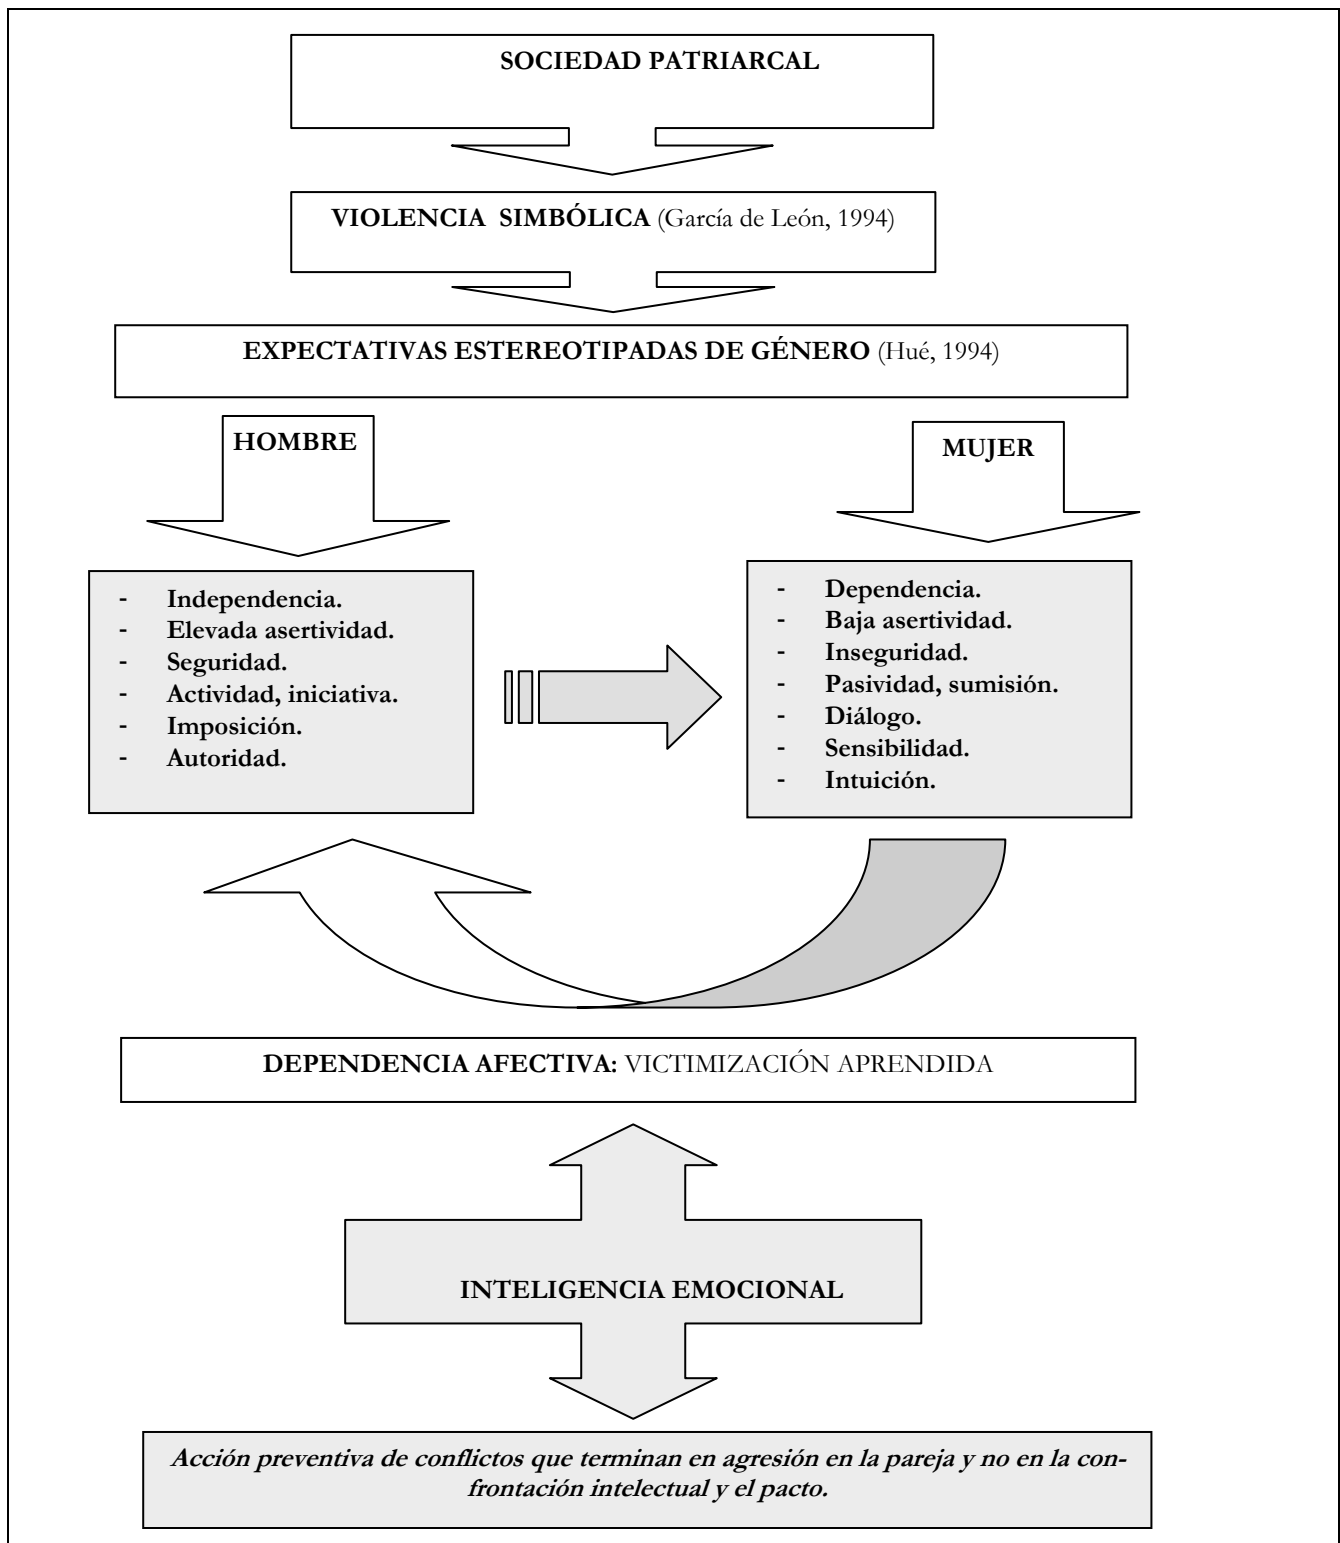 SOCIEDAD PATRIARCAL
VIOLENCIA SIMBÓLICA (García de León, 1994)
EXPECTATIVAS ESTEREOTIPADAS DE GÉNERO (Hué, 1994)
HOMBRE
MUJER
- Independencia.
- Elevada asertividad.
- Seguridad.
- Actividad, iniciativa.
- Imposición.
- Autoridad.
- Dependencia.
- Baja asertividad.
- Inseguridad.
- Pasividad, sumisión.
- Diálogo.
- Sensibilidad.
- Intuición.
DEPENDENCIA AFECTIVA: VICTIMIZACIÓN APRENDIDA
INTELIGENCIA EMOCIONAL
Acción preventiva de conflictos que terminan en agresión en la pareja y no en la con-
frontación intelectual y el pacto.